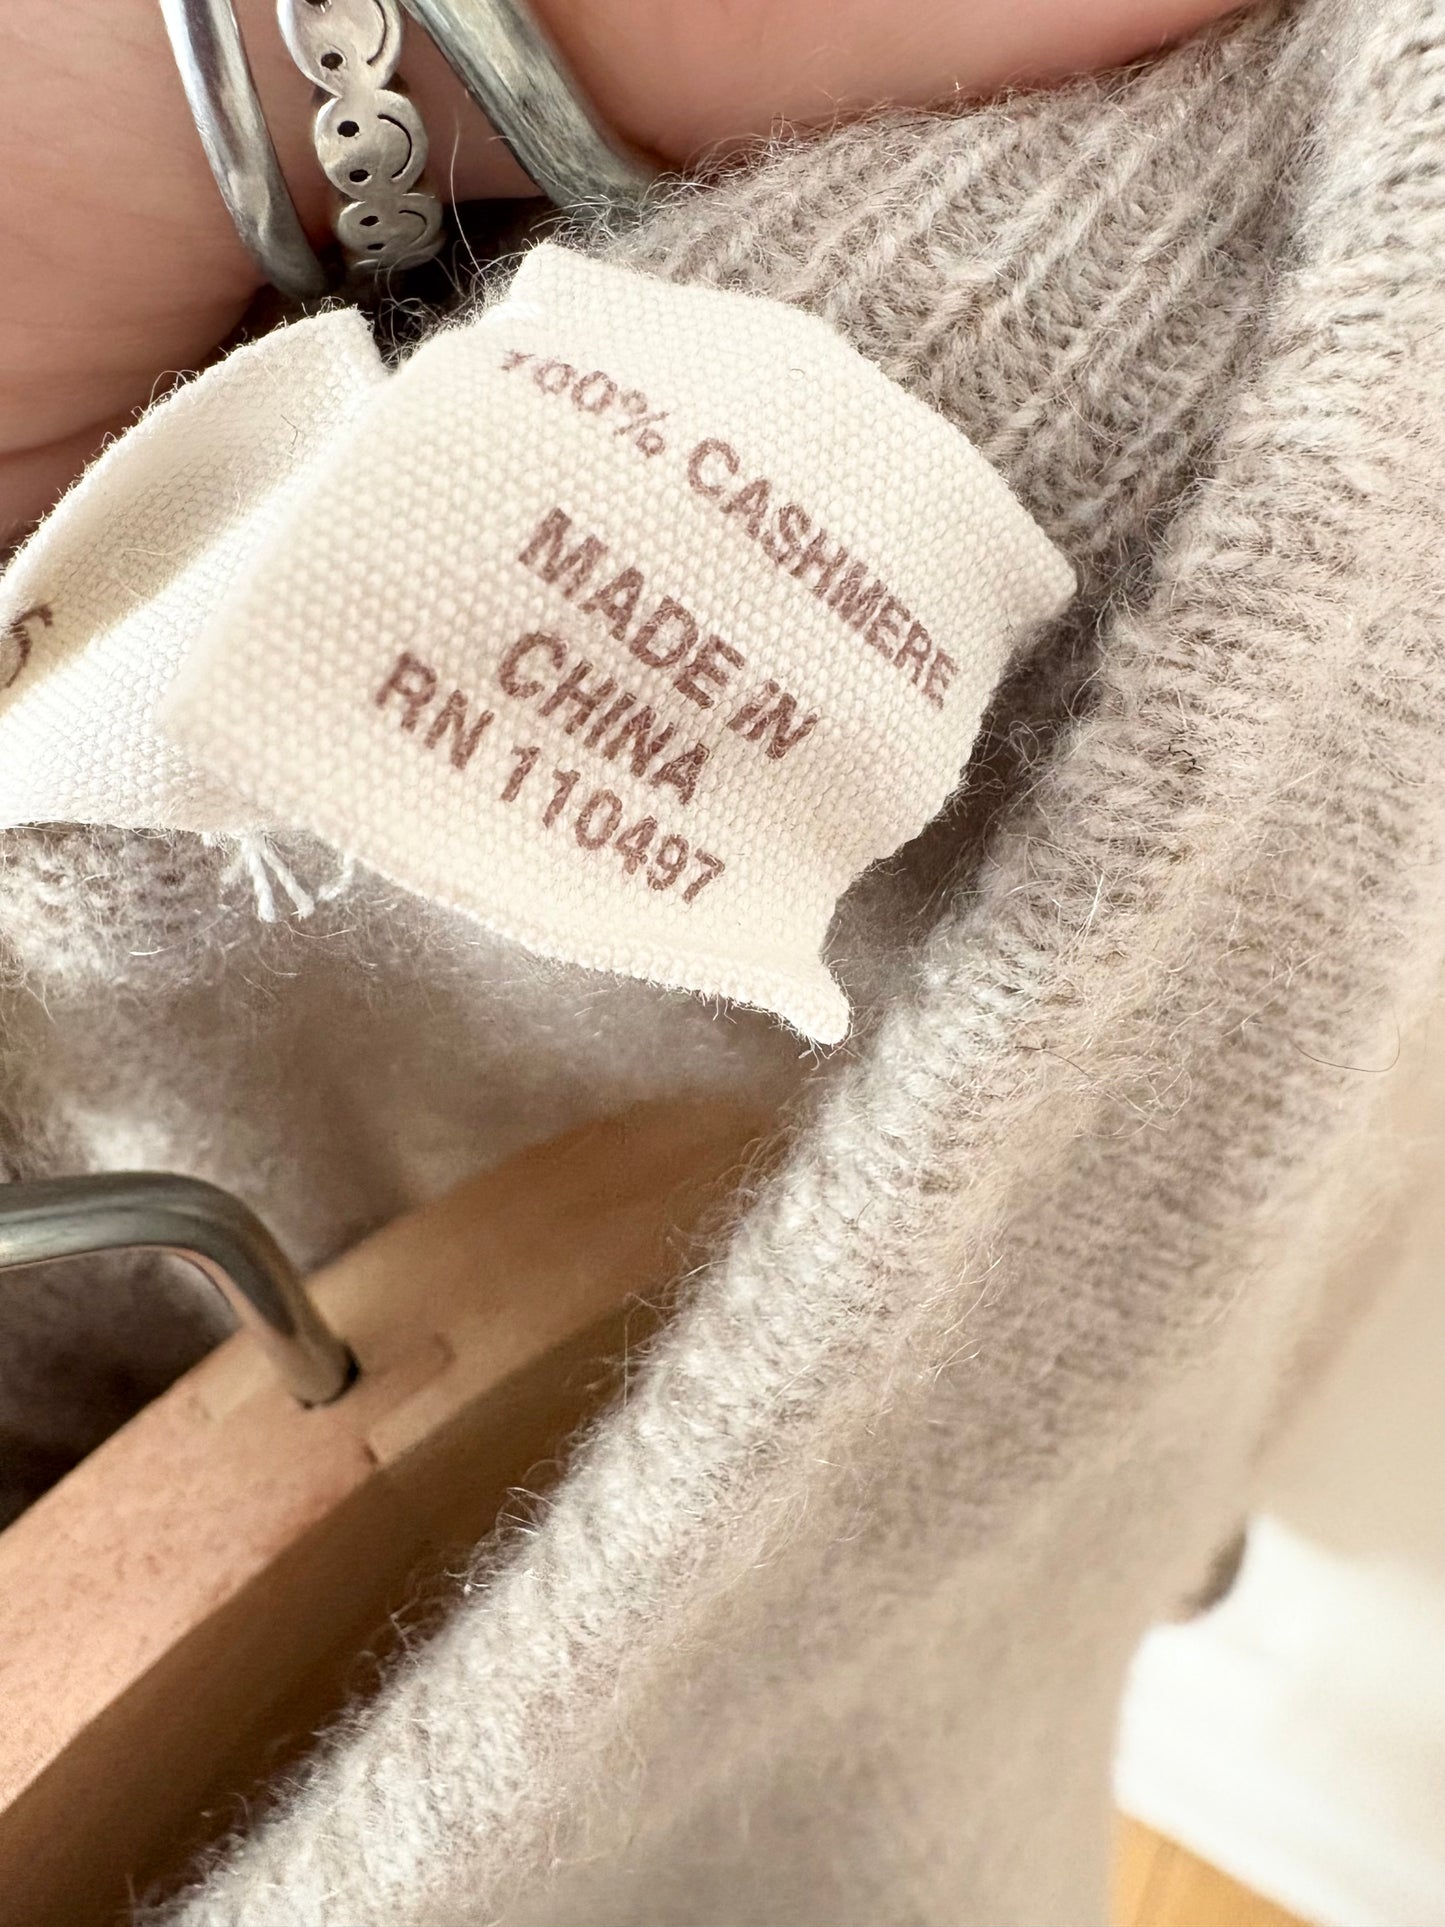 100% CASHMERE
MADE IN
CHINA
RN 110497